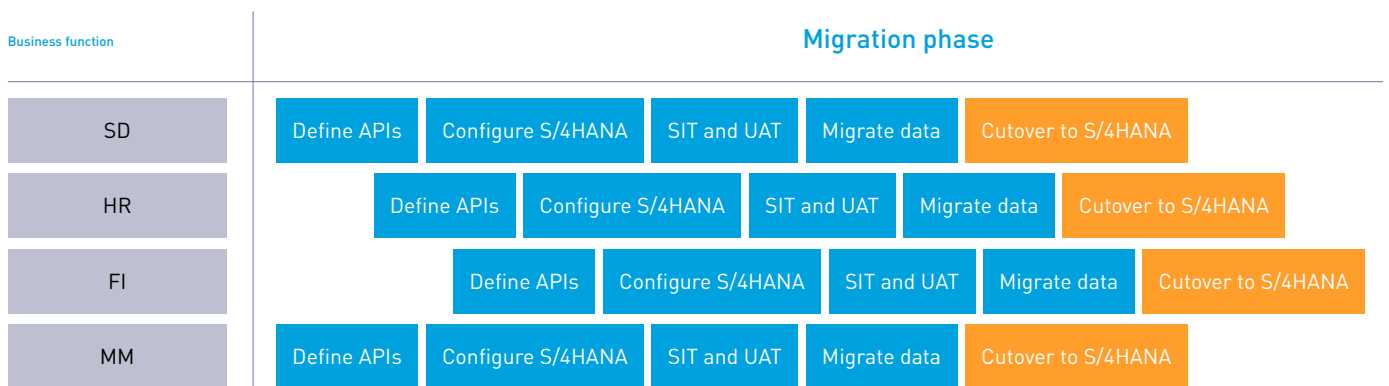 Business function
Migration phase
SD
Define APIs
Configure S/4HANA
SIT and UAT
Migrate data
Cutover to S/4HANA
HR
Define APIs
Configure S/4HANA
SIT and UAT
Migrate data
Cutover to S/4HANA
FI
Define APIs
Configure S/4HANA
SIT and UAT
Migrate data
Cutover to S/4HANA
MM
Define APIs
Configure S/4HANA
SIT and UAT
Migrate data
Cutover to S/4HANA